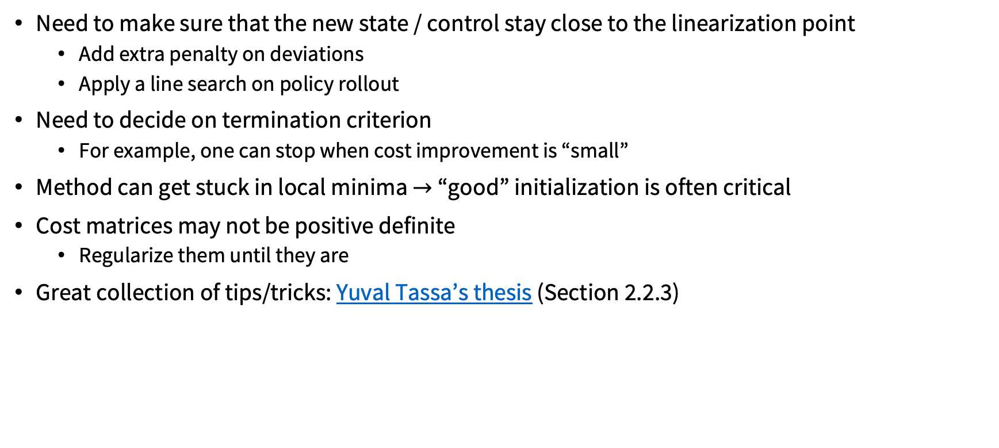 • Need to make sure that the new state / control stay close to the linearization point
• Add extra penalty on deviations
• Apply a line search on policy rollout
• Need to decide on termination criterion
• For example, one can stop when cost improvement is “small”
• Method can get stuck in local minima → “good” initialization is often critical
• Cost matrices may not be positive definite
• Regularize them until they are
• Great collection of tips/tricks: Yuval Tassa’s thesis (Section 2.2.3)